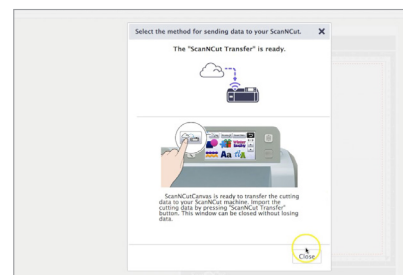 Select the method for sending data to your ScanNCut. X
The "ScanNCut Transfer" is ready.
Aa
ScanNCutCanvas is ready to transfer the cutting
data to your ScanNCut machine. Import the
cutting data by pressing "ScanNCut Transfer"
button. This window can be closed without losing
data.
Close